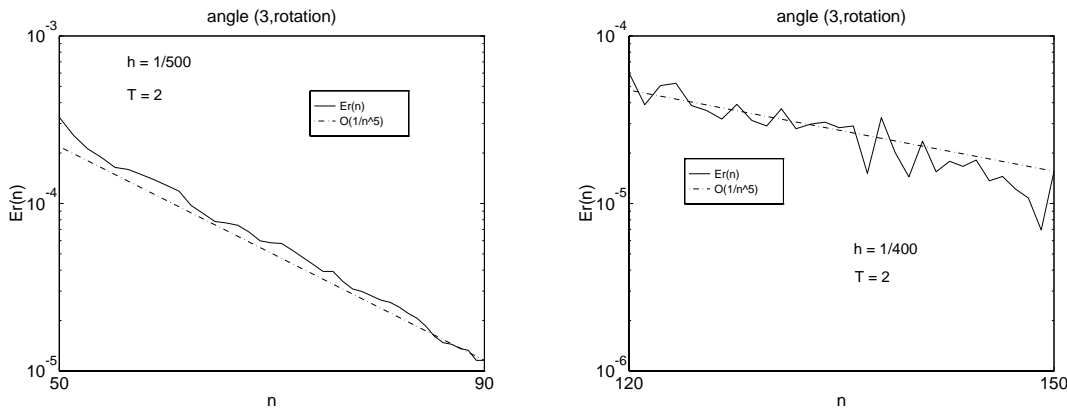 angle (3,rotation)
10^-3
h = 1/500
T = 2
Er(n)
O(1/n^5)
10^-4
Er(n)
10^-5
50
90
n
angle (3,rotation)
10^-4
Er(n)
O(1/n^5)
10^-5
Er(n)
h = 1/400
T = 2
10^-6
120
150
n